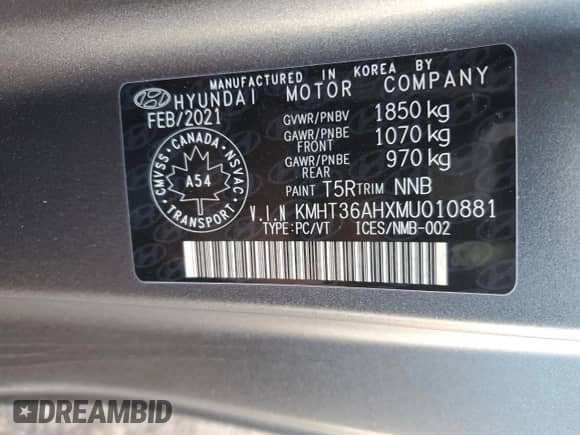 MANUFACTURED IN KOREA BY
HYUNDAI MOTOR COMPANY
FEB/2021
GVWR/PNBV 1850 kg
GAWR/PNBE FRONT 1070 kg
GAWR/PNBE REAR 970 kg
PAINT T5R TRIM NNB
CMVSS • CANADA • NSVAC • TRANSPORT •
A54
V.I.N KMHT36AHXMU010881
TYPE:PC/VT ICES/NMB-002
DREAMBID